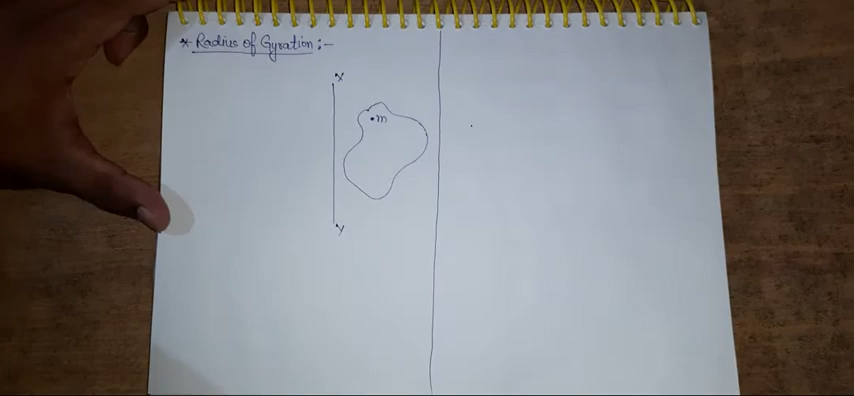 * Radius of Gyration :-
X
• m
Y